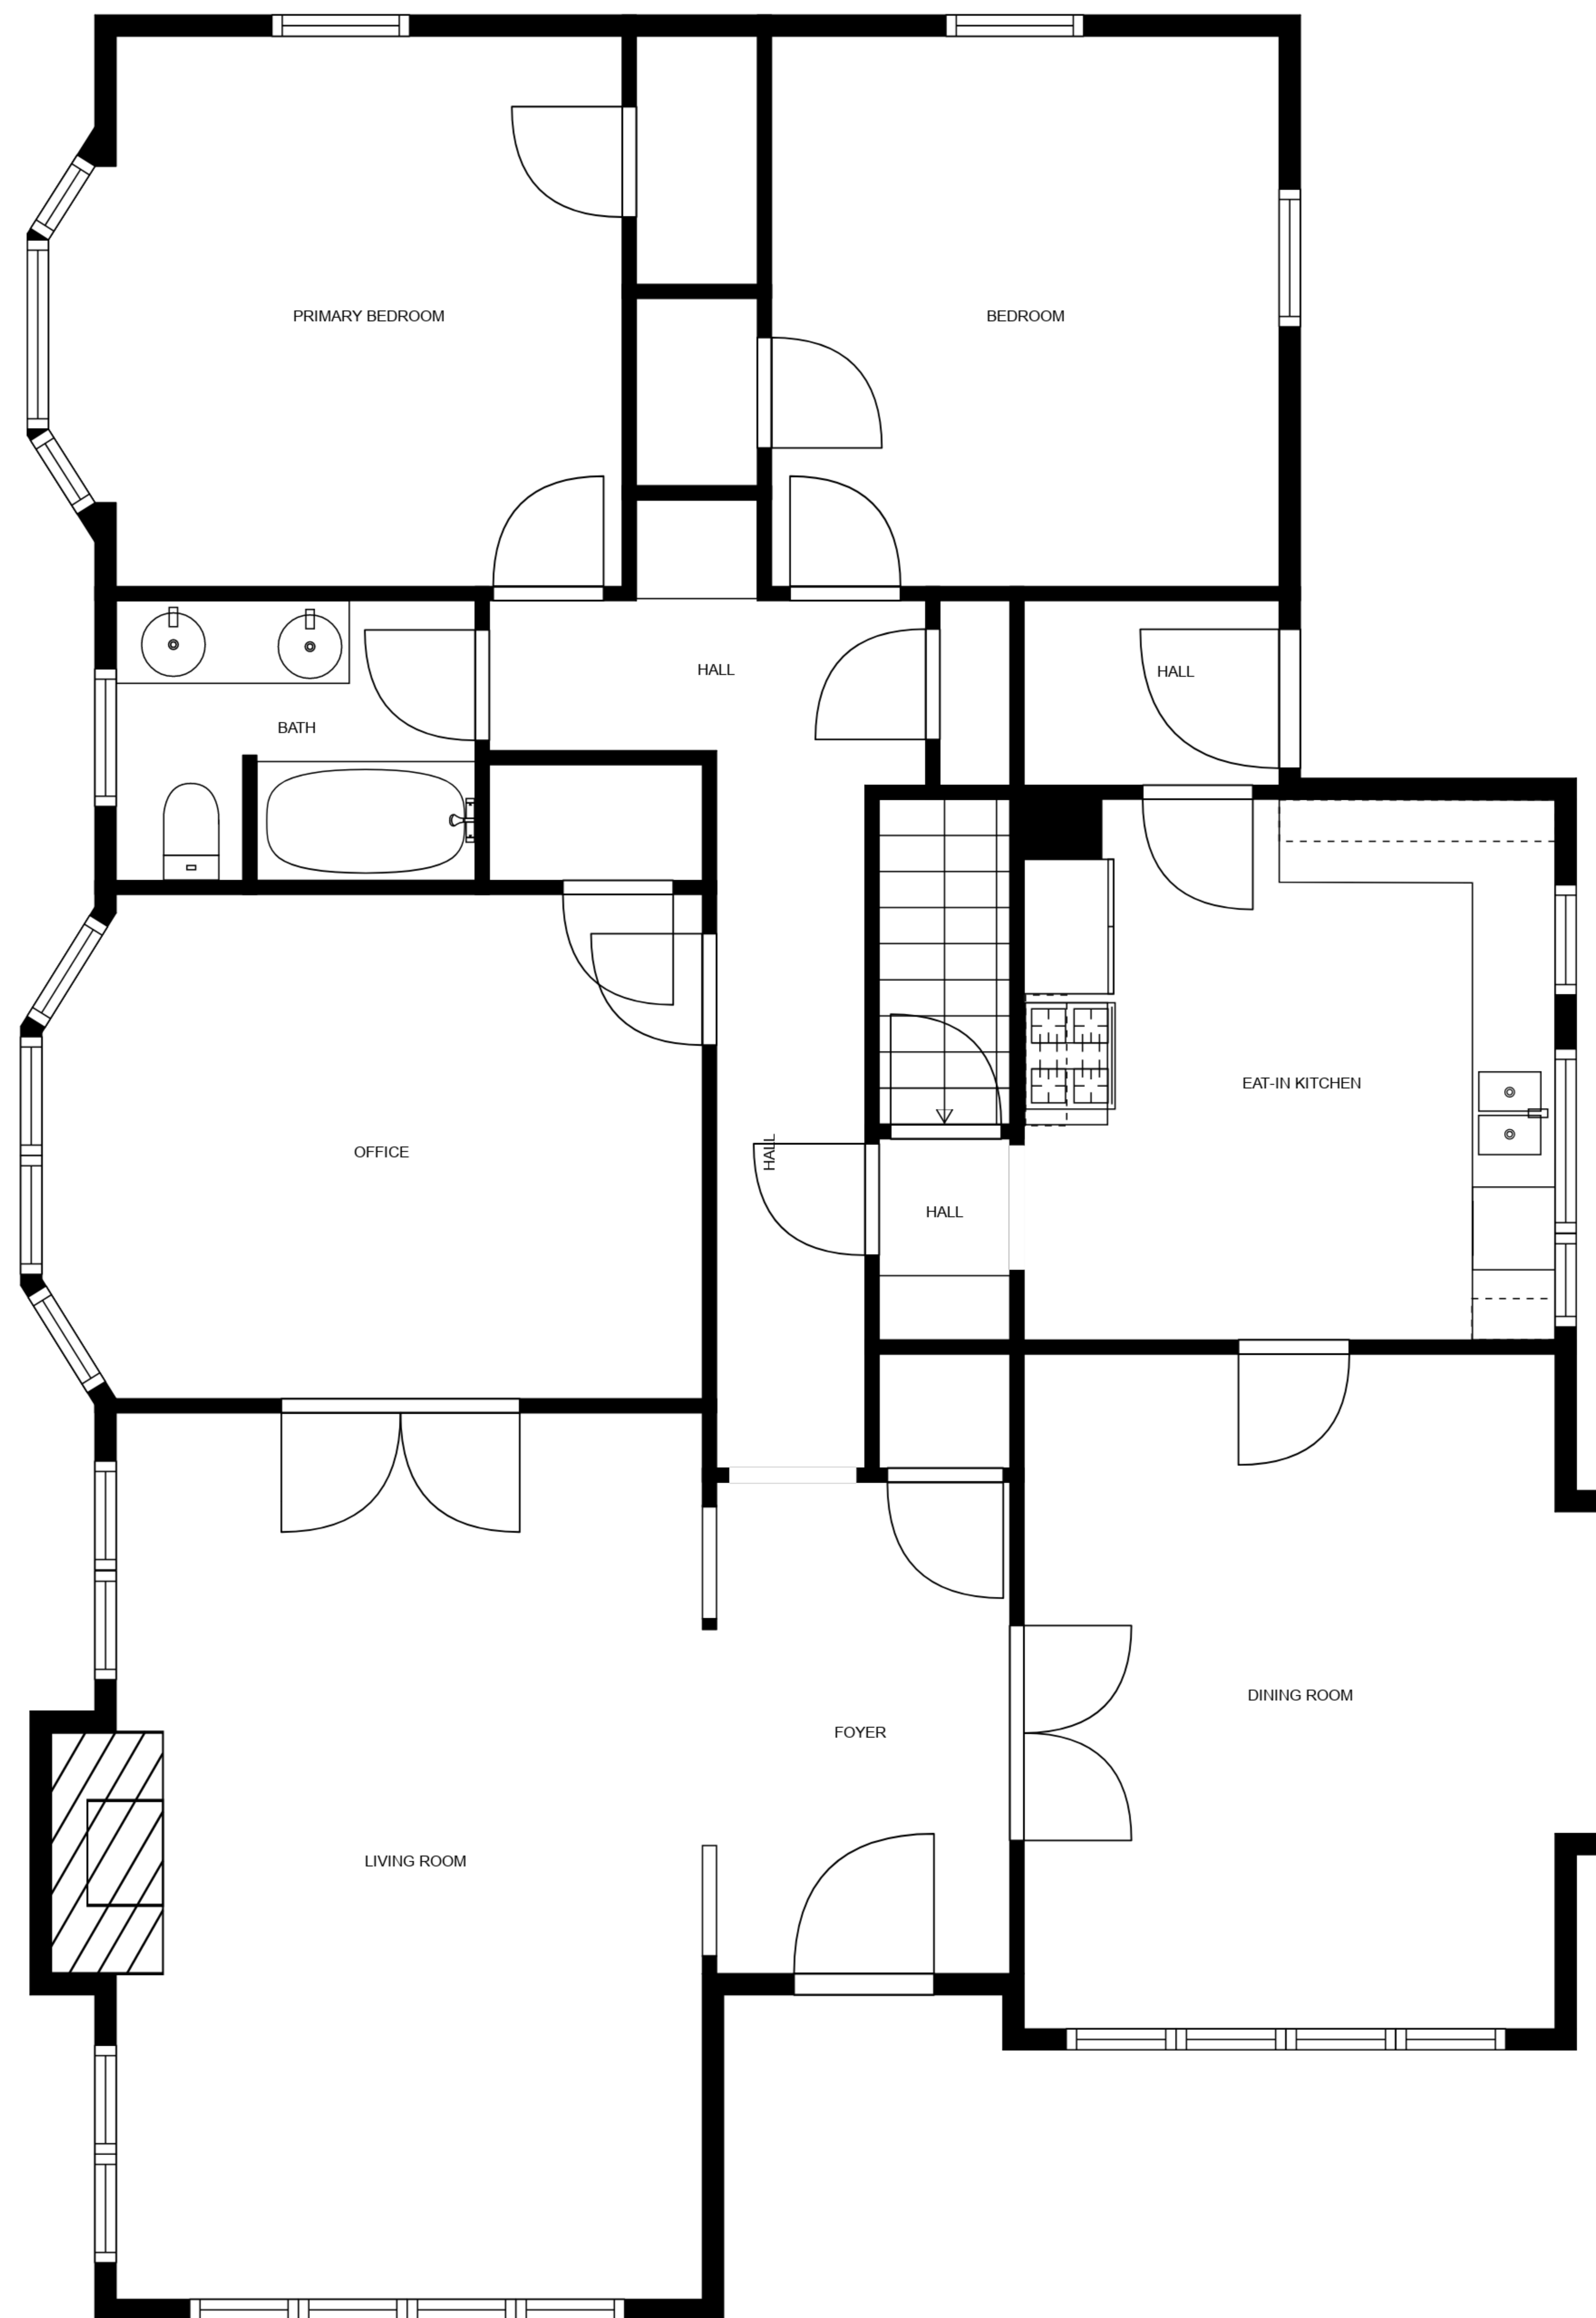 PRIMARY BEDROOM
BEDROOM
HALL
HALL
BATH
EAT-IN KITCHEN
OFFICE
HALL
HALL
DINING ROOM
FOYER
LIVING ROOM